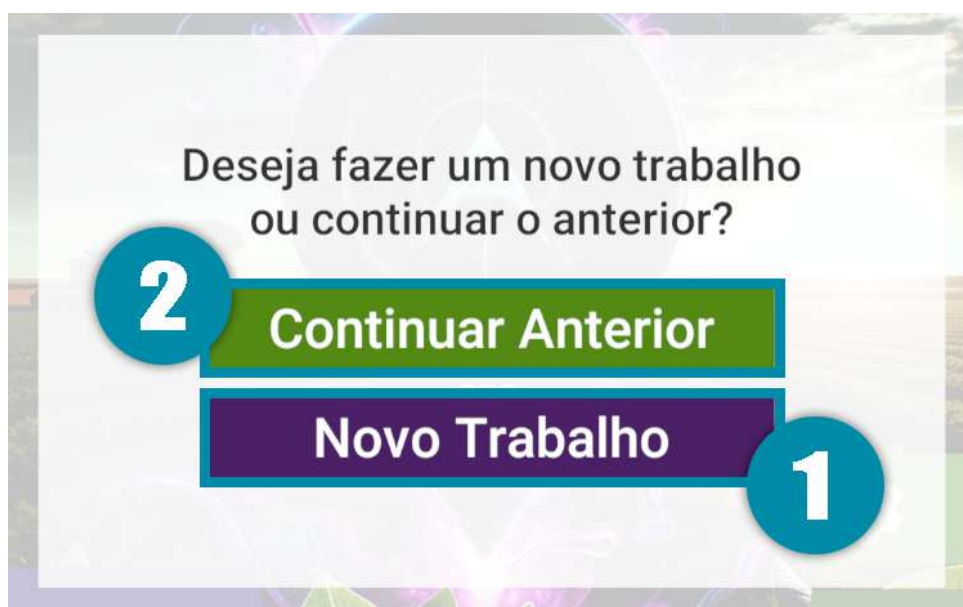 Deseja fazer um novo trabalho
ou continuar o anterior?
2
Continuar Anterior
Novo Trabalho
1